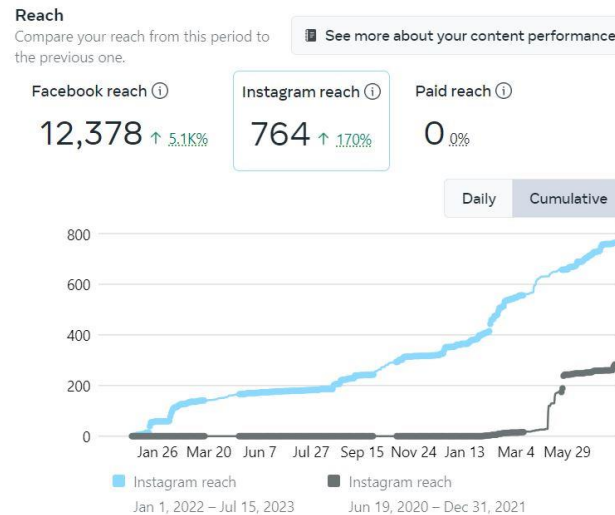 Reach
Compare your reach from this period to
the previous one.
See more about your content performance
Facebook reach
12,378 ↑ 5.1K%
Instagram reach
764 ↑ 170%
Paid reach
0 0%
Daily Cumulative
800
600
400
200
0
Jan 26 Mar 20 Jun 7 Jul 27 Sep 15 Nov 24 Jan 13 Mar 4 May 29
Instagram reach
Jan 1, 2022 – Jul 15, 2023
Instagram reach
Jun 19, 2020 – Dec 31, 2021